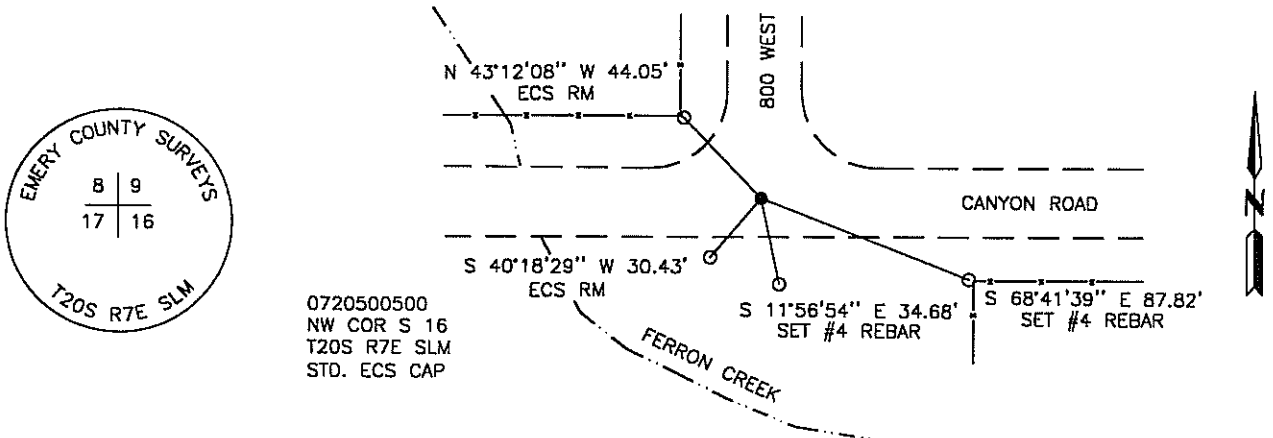 EMERY COUNTY SURVEYS
8 9
17 16
T20S R7E SLM
0720500500
NW COR S 16
T20S R7E SLM
STD. ECS CAP
N 43°12'08" W 44.05'
ECS RM
800 WEST
CANYON ROAD
S 40°18'29" W 30.43'
ECS RM
S 11°56'54" E 34.68'
SET #4 REBAR
S 68°41'39" E 87.82'
SET #4 REBAR
FERRON CREEK
N